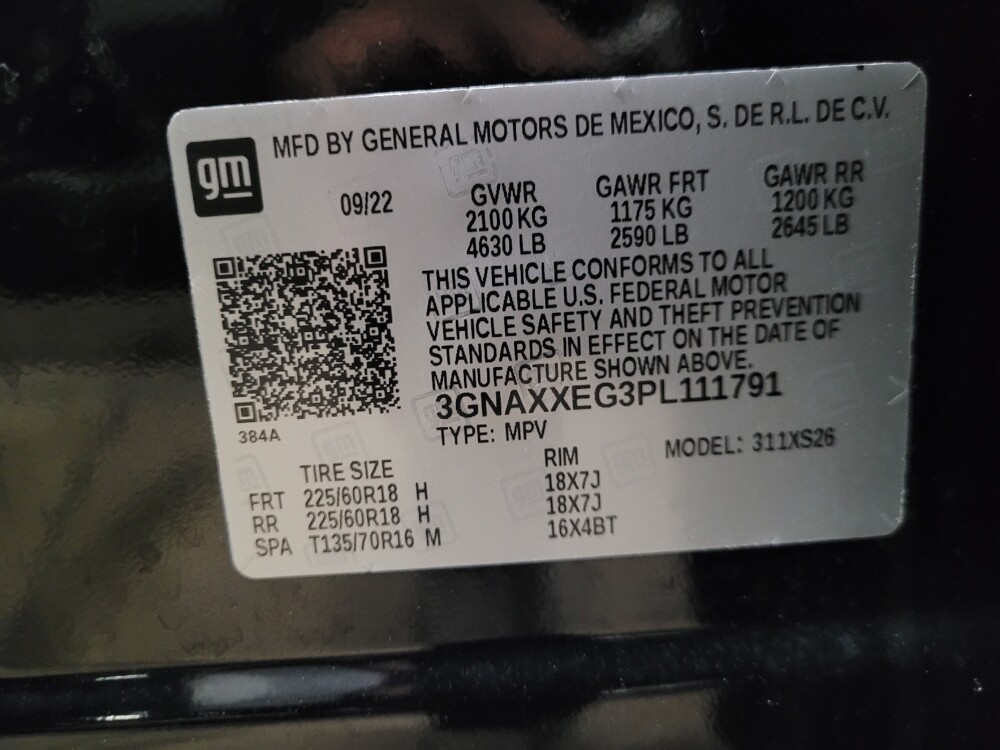 gm
MFD BY GENERAL MOTORS DE MEXICO, S. DE R.L. DE C.V.
09/22
GVWR
2100 KG
4630 LB
GAWR FRT
1175 KG
2590 LB
GAWR RR
1200 KG
2645 LB
THIS VEHICLE CONFORMS TO ALL
APPLICABLE U.S. FEDERAL MOTOR
VEHICLE SAFETY AND THEFT PREVENTION
STANDARDS IN EFFECT ON THE DATE OF
MANUFACTURE SHOWN ABOVE.
3GNAXXEG3PL111791
384A
TYPE: MPV MODEL: 311XS26
TIRE SIZE RIM
FRT 225/60R18 H 18X7J
RR 225/60R18 H 18X7J
SPA T135/70R16 M 16X4BT